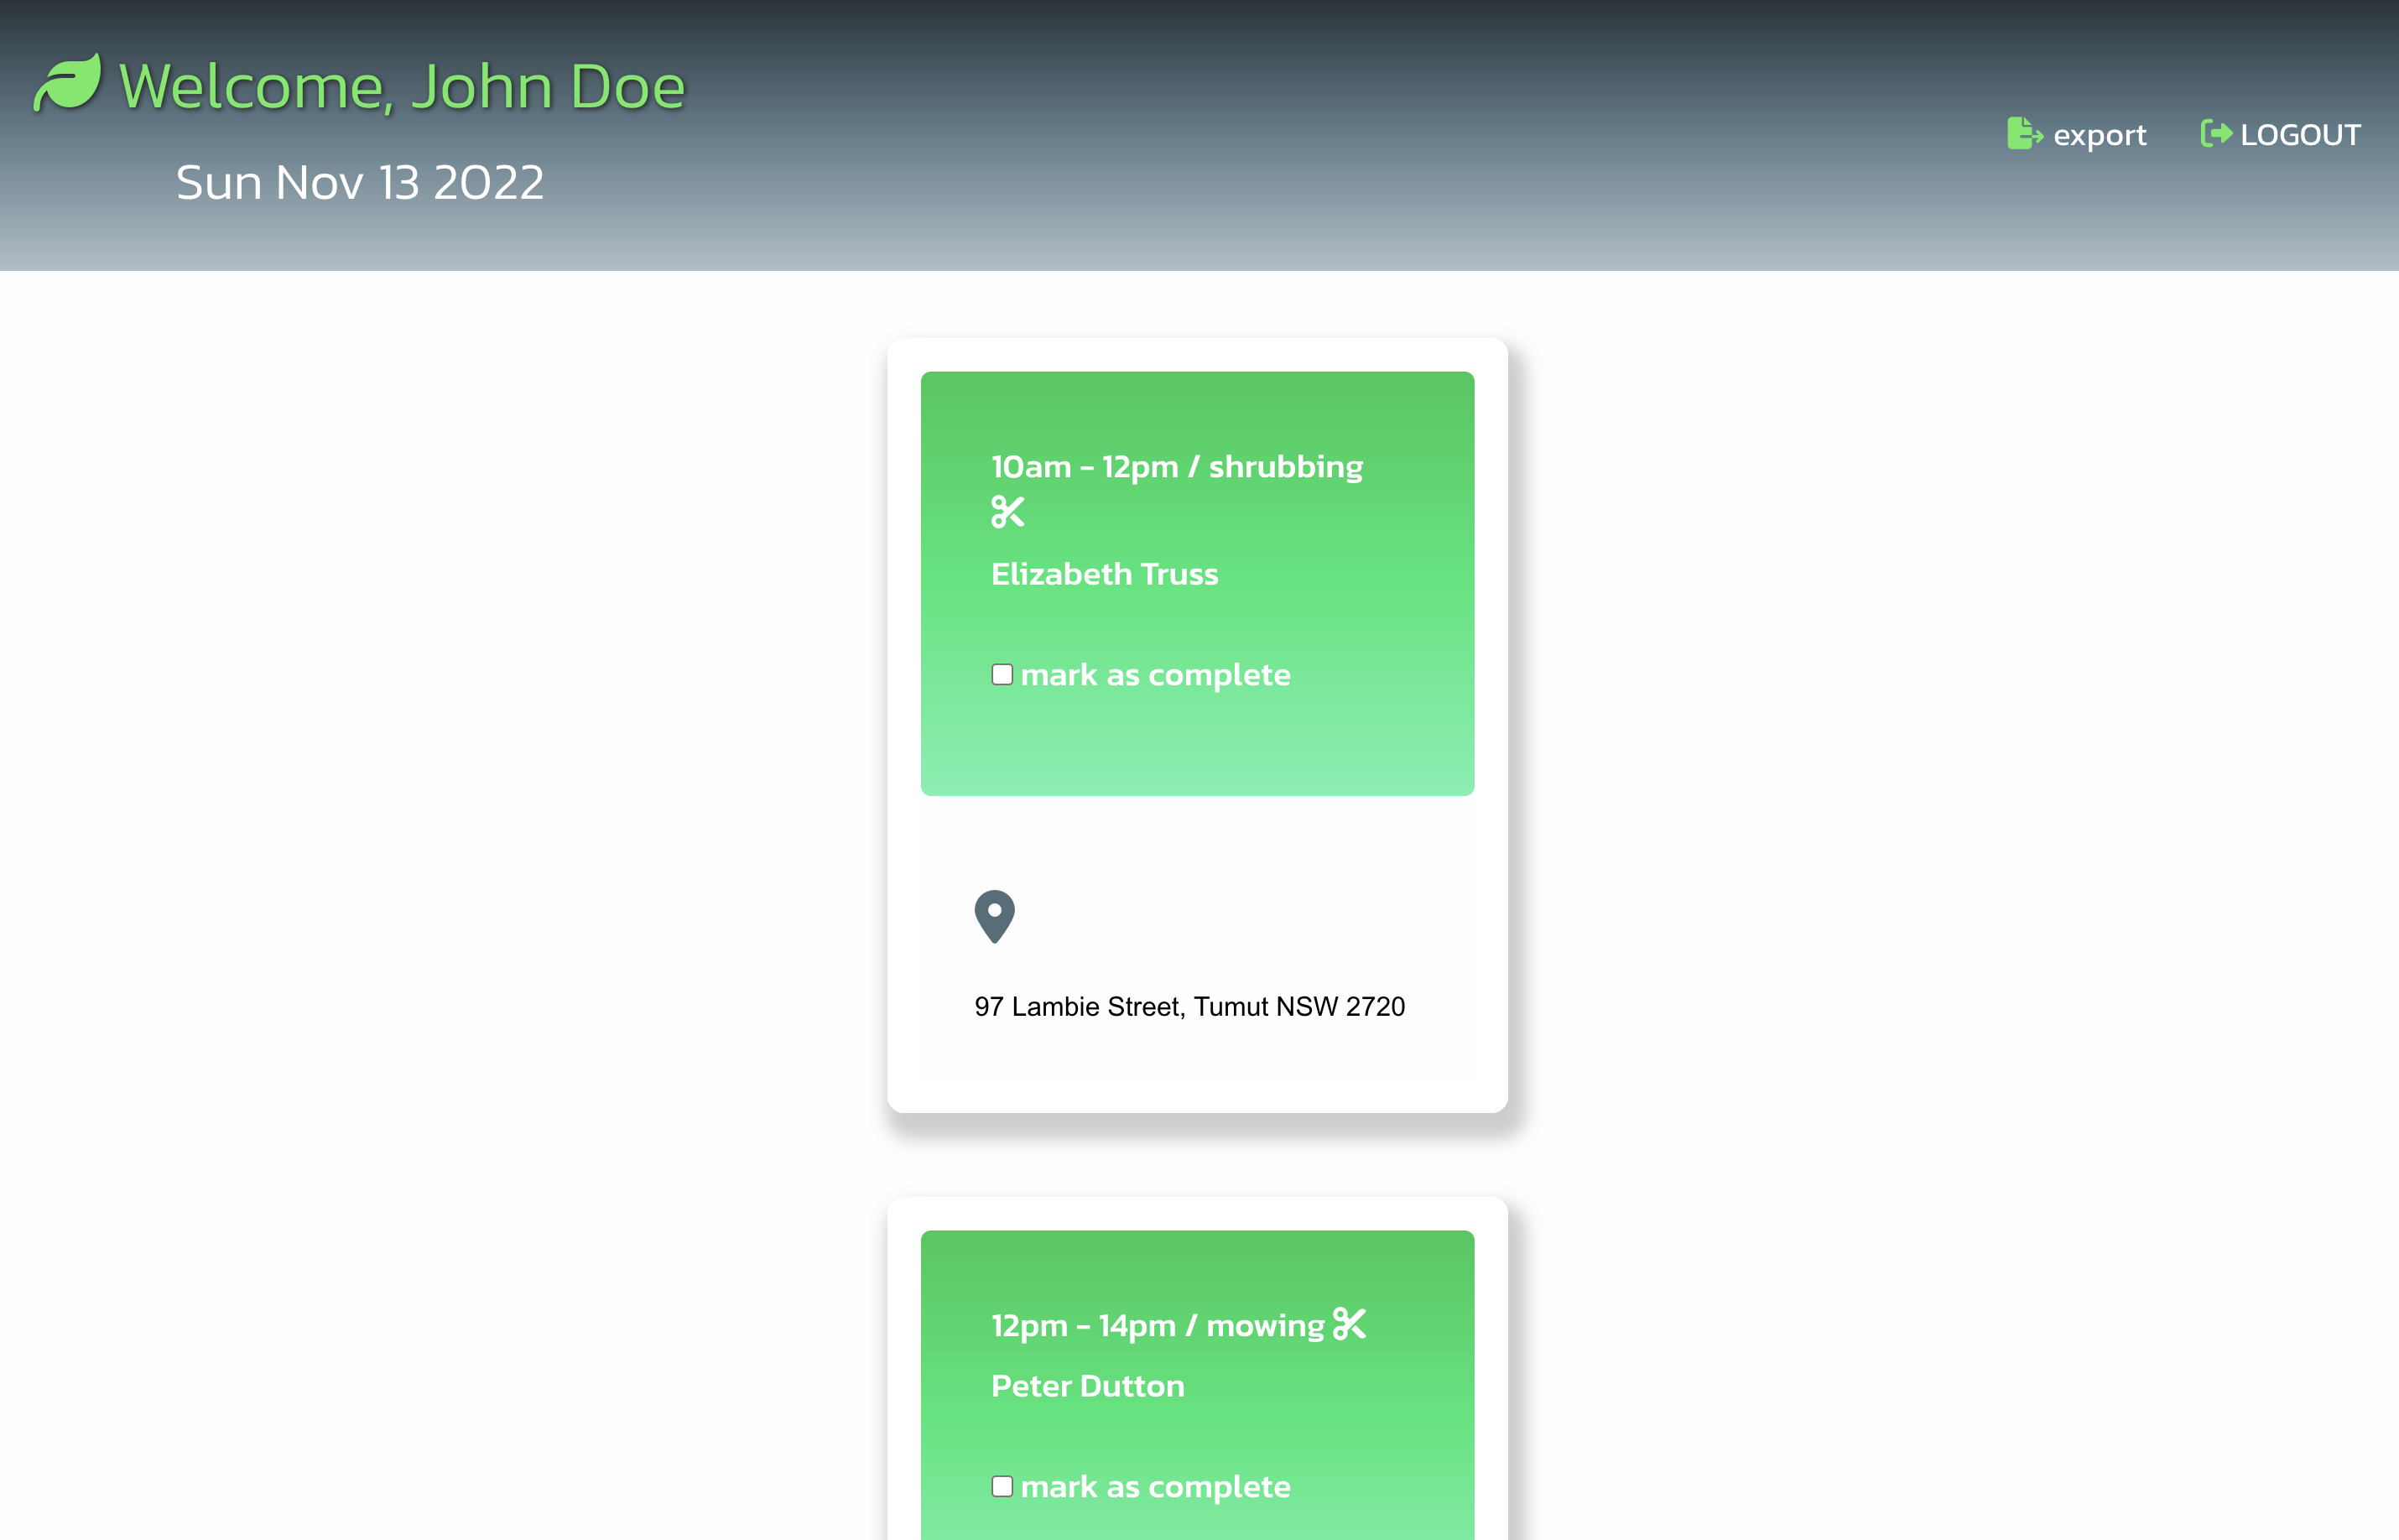 Welcome, John Doe
Sun Nov 13 2022
export
LOGOUT
10am - 12pm / shrubbing
Elizabeth Truss
mark as complete
97 Lambie Street, Tumut NSW 2720
12pm - 14pm / mowing
Peter Dutton
mark as complete